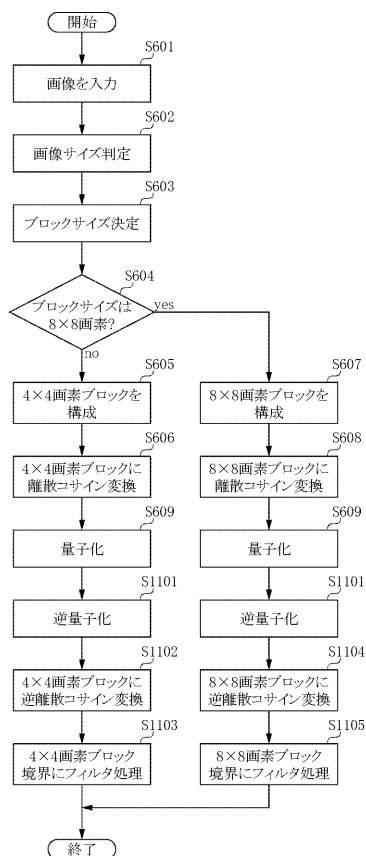 開始
S601
画像を入力
S602
画像サイズ判定
S603
ブロックサイズ決定
S604
ブロックサイズは
8×8画素?
yes
no
S605
4×4画素ブロックを
構成
S607
8×8画素ブロックを
構成
S606
4×4画素ブロックに
離散コサイン変換
S608
8×8画素ブロックに
離散コサイン変換
S609
量子化
S609
量子化
S1101
逆量子化
S1101
逆量子化
S1102
4×4画素ブロックに
逆離散コサイン変換
S1104
8×8画素ブロックに
逆離散コサイン変換
S1103
4×4画素ブロック
境界にフィルタ処理
S1105
8×8画素ブロック
境界にフィルタ処理
終了